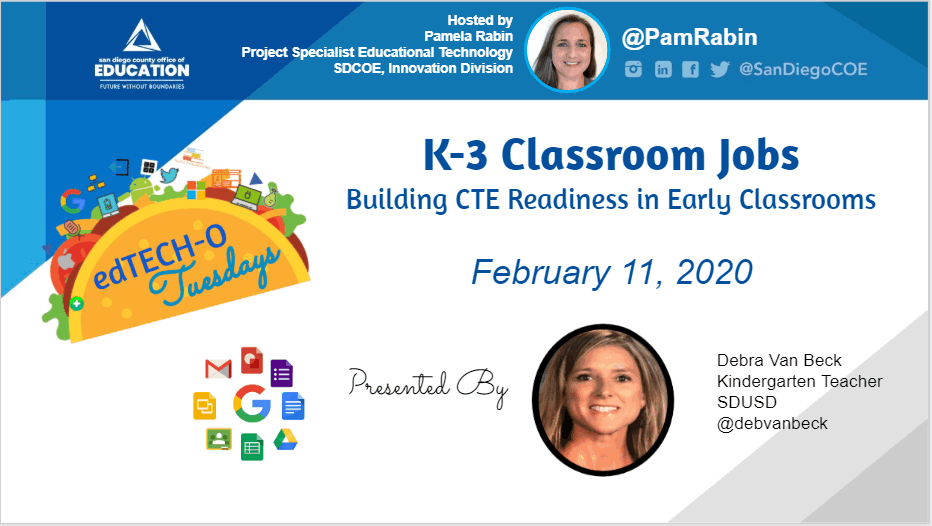 Hosted by
Pamela Rabin
Project Specialist Educational Technology
SDCOE, Innovation Division
@PamRabin
@SanDiegoCOE
san diego county office of
EDUCATION
FUTURE WITHOUT BOUNDARIES
K-3 Classroom Jobs
Building CTE Readiness in Early Classrooms
edTECH-O
Tuesdays
February 11, 2020
Presented By
Debra Van Beck
Kindergarten Teacher
SDUSD
@debvanbeck